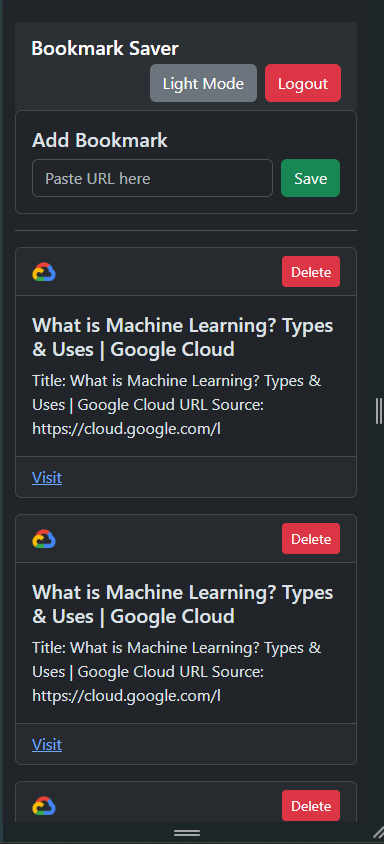 Bookmark Saver
Light Mode Logout
Add Bookmark
Paste URL here Save
Delete
What is Machine Learning? Types
& Uses | Google Cloud
Title: What is Machine Learning? Types &
Uses | Google Cloud URL Source:
https://cloud.google.com/l
Visit
Delete
What is Machine Learning? Types
& Uses | Google Cloud
Title: What is Machine Learning? Types &
Uses | Google Cloud URL Source:
https://cloud.google.com/l
Visit
Delete